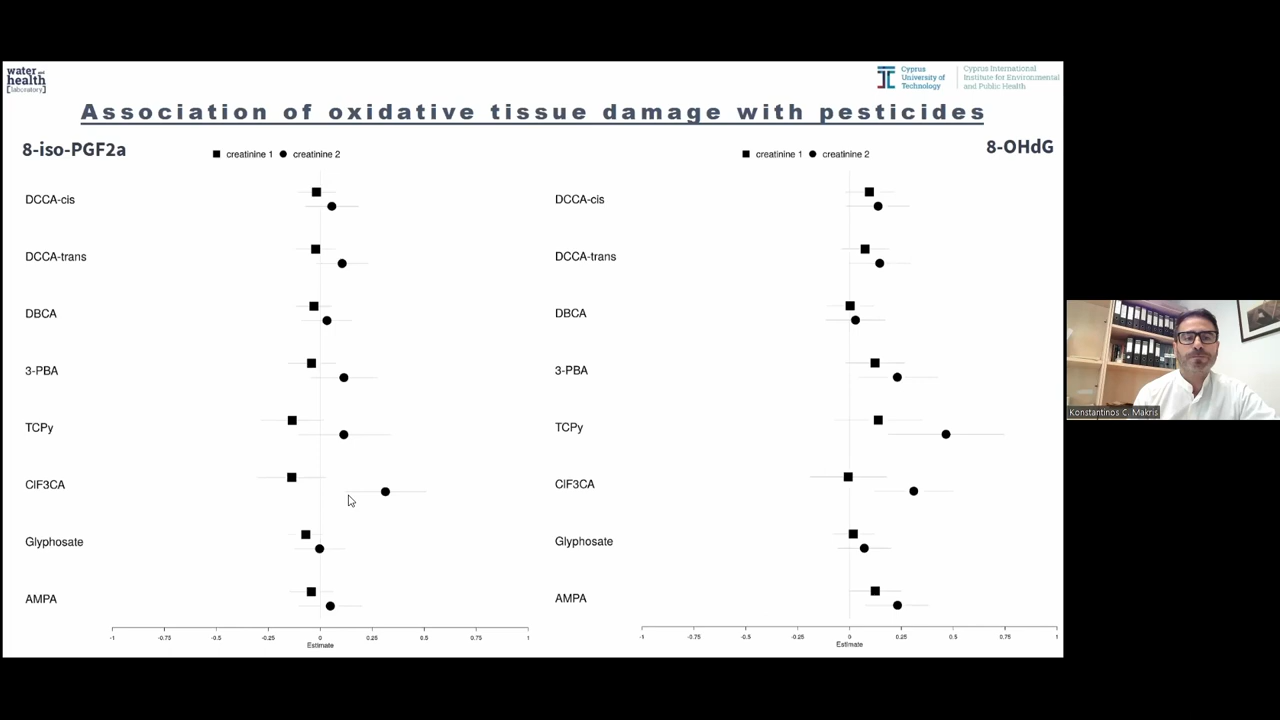 water and
health
[laboratory]
Cyprus
University of
Technology
Cyprus International
Institute for Environmental
and Public Health
Association of oxidative tissue damage with pesticides
8-iso-PGF2a
creatinine 1
creatinine 2
DCCA-cis
DCCA-trans
DBCA
3-PBA
TCPy
ClF3CA
Glyphosate
AMPA
-1 -0.75 -0.5 -0.25 0 0.25 0.5 0.75 1
Estimate
8-OHdG
creatinine 1
creatinine 2
DCCA-cis
DCCA-trans
DBCA
3-PBA
TCPy
ClF3CA
Glyphosate
AMPA
-1 -0.75 -0.5 -0.25 0 0.25 0.5 0.75 1
Estimate
Konstantinos C. Makris